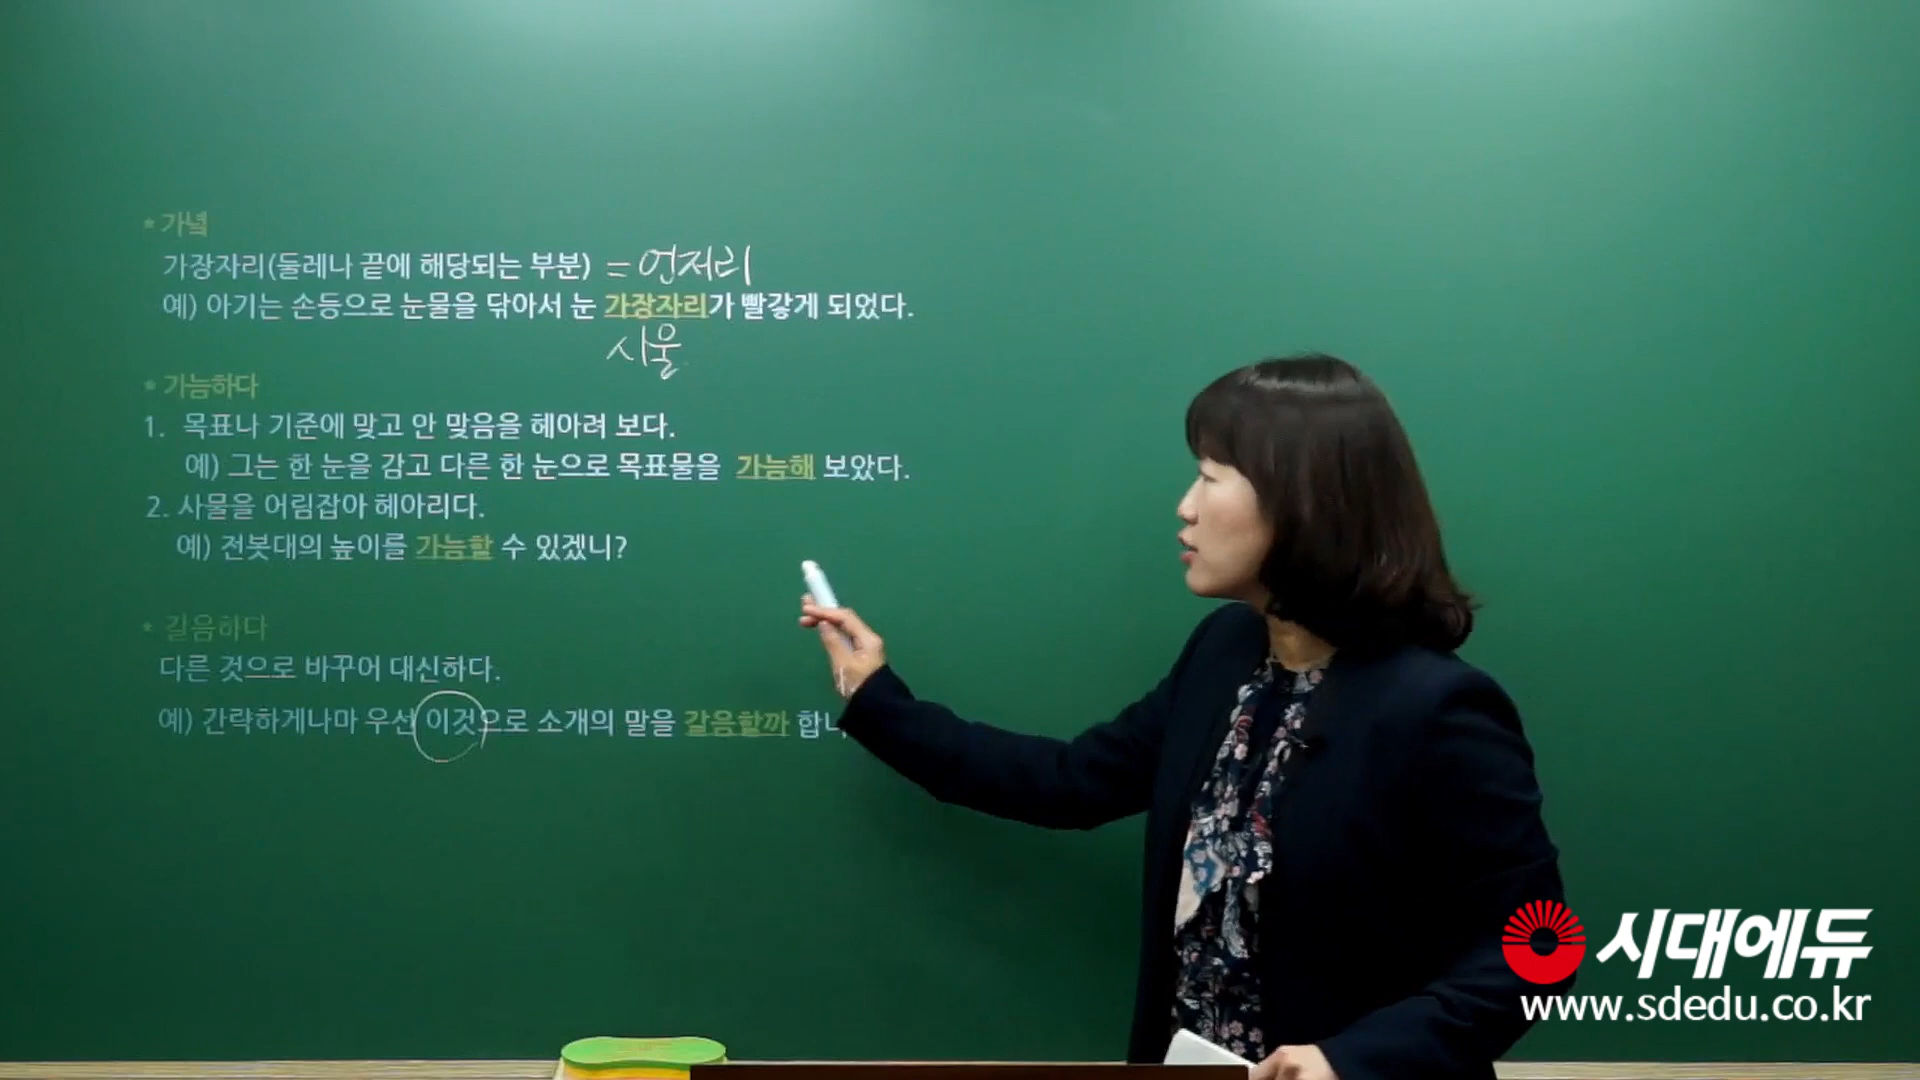 * 가녘
가장자리(둘레나 끝에 해당되는 부분) = 언저리
예) 아기는 손등으로 눈물을 닦아서 눈 가장자리가 빨갛게 되었다.
시울
* 가늠하다
1. 목표나 기준에 맞고 안 맞음을 헤아려 보다.
예) 그는 한 눈을 감고 다른 한 눈으로 목표물을 가늠해 보았다.
2. 사물을 어림잡아 헤아리다.
예) 전봇대의 높이를 가늠할 수 있겠니?
* 갈음하다
다른 것으로 바꾸어 대신하다.
예) 간략하게나마 우선 이것으로 소개의 말을 갈음할까 합니
시대에듀
www.sdedu.co.kr